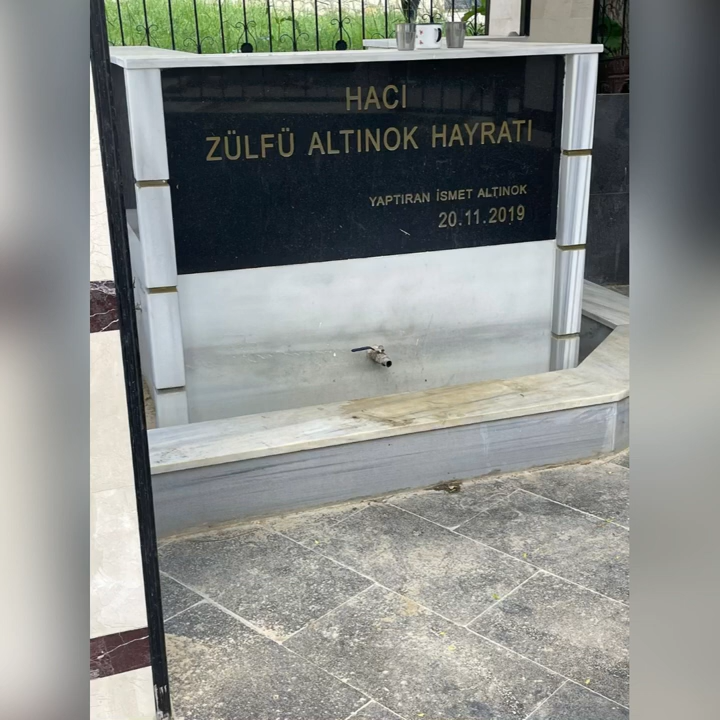 HACI
ZÜLFÜ ALTINOK HAYRATI
YAPTIRAN İSMET ALTINOK
20.11.2019